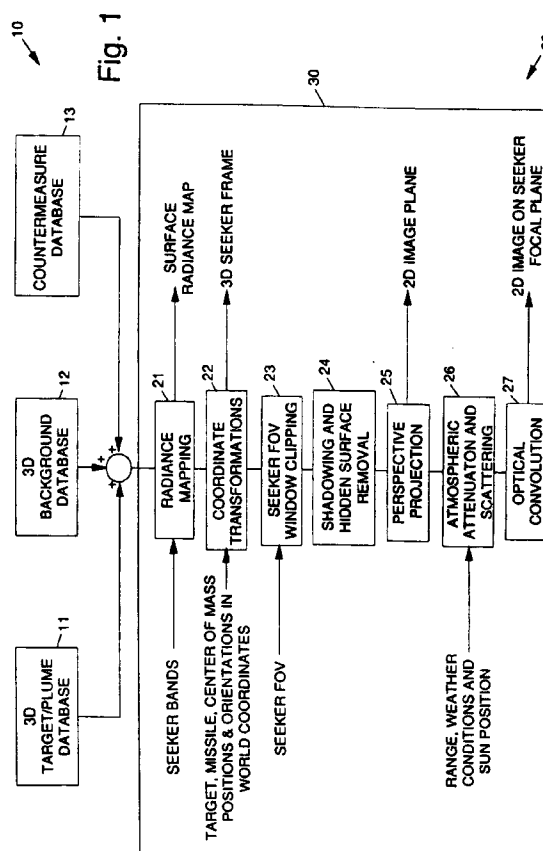 10
Fig. 1
11
3D
TARGET/PLUME
DATABASE
12
3D
BACKGROUND
DATABASE
13
COUNTERMEASURE
DATABASE
+
+
+
30
SEEKER BANDS
21
RADIANCE
MAPPING
SURFACE
RADIANCE MAP
TARGET, MISSILE, CENTER OF MASS
POSITIONS & ORIENTATIONS IN
WORLD COORDINATES
22
COORDINATE
TRANSFORMATIONS
3D SEEKER FRAME
SEEKER FOV
23
SEEKER FOV
WINDOW CLIPPING
24
SHADOWING AND
HIDDEN SURFACE
REMOVAL
25
PERSPECTIVE
PROJECTION
2D IMAGE PLANE
RANGE, WEATHER
CONDITIONS AND
SUN POSITION
26
ATMOSPHERIC
ATTENUATON AND
SCATTERING
27
OPTICAL
CONVOLUTION
2D IMAGE ON SEEKER
FOCAL PLANE